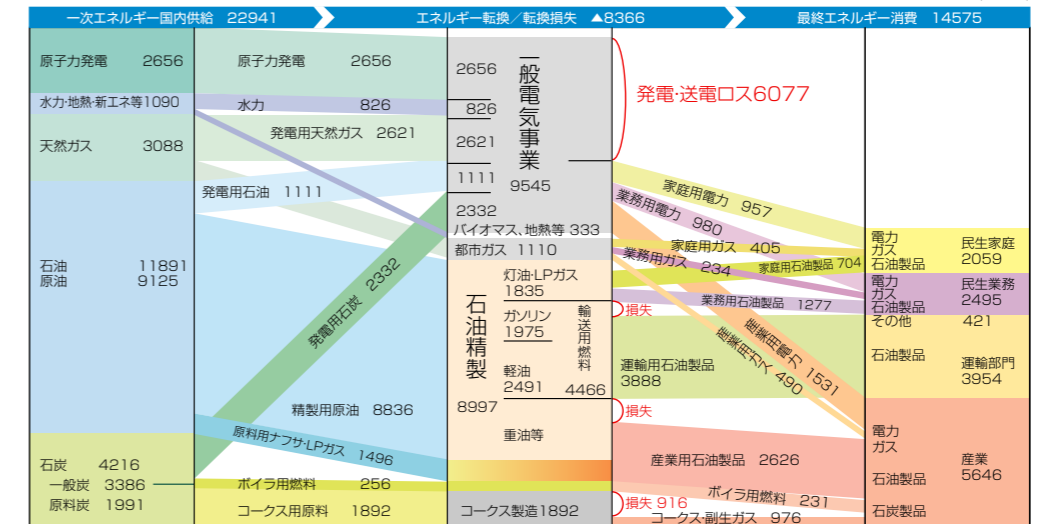 一次エネルギー国内供給 22941
エネルギー転換/転換損失 ▲8366
最終エネルギー消費 14575
原子力発電 2656
水力・地熱・新エネ等1090
天然ガス 3088
石油 11891
原油 9125
石炭 4216
一般炭 3386
原料炭 1991
原子力発電 2656
水力 826
発電用天然ガス 2621
発電用石油 1111
発電用石炭 2332
精製用原油 8836
原料用ナフサ・LPガス 1496
ボイラ用燃料 256
コークス用原料 1892
2656
826
2621
1111
2332
一般電気事業
9545
バイオマス、地熱等 333
都市ガス 1110
石油精製
8997
灯油・LPガス
1835
ガソリン
1975
軽油
2491
輸送用燃料
4466
重油等
コークス製造1892
発電・送電ロス6077
家庭用電力 957
業務用電力 980
家庭用ガス 405
業務用ガス 234
家庭用石油製品 704
業務用石油製品 1277
損失
産業用電力 1531
産業用ガス 490
運輸用石油製品
3888
損失
産業用石油製品 2626
ボイラ用燃料 231
損失 916
コークス・副生ガス 976
電力
ガス
石油製品
民生家庭
2059
電力
ガス
石油製品
民生業務
2495
その他 421
石油製品
運輸部門
3954
電力
ガス
石油製品
石炭製品
産業
5646